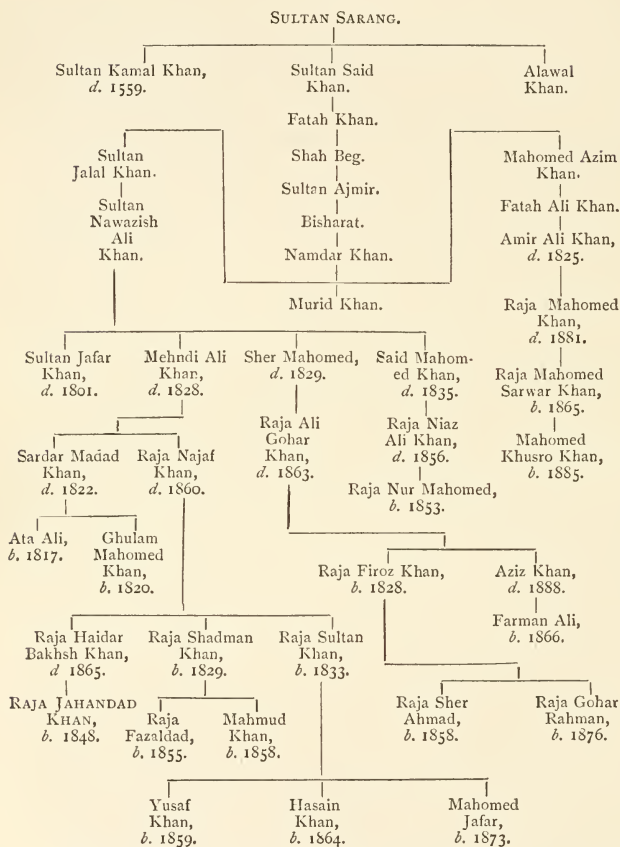 SULTAN SARANG.
Sultan Kamal Khan,
d. 1559.
Sultan Said
Khan.
Alawal
Khan.
Fatah Khan.
Sultan
Jalal Khan.
Shah Beg.
Mahomed Azim
Khan.
Sultan
Nawazish
Ali
Khan.
Sultan Ajmir.
Fatah Ali Khan.
Bisharat.
Amir Ali Khan,
d. 1825.
Namdar Khan.
Murid Khan.
Raja Mahomed
Khan,
d. 1881.
Sultan Jafar
Khan,
d. 1801.
Mehndi Ali
Khan,
d. 1828.
Sher Mahomed,
d. 1829.
Said Mahom-
ed Khan,
d. 1835.
Raja Mahomed
Sarwar Khan,
b. 1865.
Sardar Madad
Khan,
d. 1822.
Raja Najaf
Khan,
d. 1860.
Raja Ali
Gohar
Khan,
d. 1863.
Raja Niaz
Ali Khan,
d. 1856.
Mahomed
Khusro Khan,
b. 1885.
Raja Nur Mahomed,
b. 1853.
Ata Ali,
b. 1817.
Ghulam
Mahomed
Khan,
b. 1820.
Raja Firoz Khan,
b. 1828.
Aziz Khan,
d. 1888.
Farman Ali,
b. 1866.
Raja Haidar
Bakhsh Khan,
d 1865.
Raja Shadman
Khan,
b. 1829.
Raja Sultan
Khan,
b. 1833.
RAJA JAHANDAD
KHAN,
b. 1848.
Raja
Fazaldad,
b. 1855.
Mahmud
Khan,
b. 1858.
Raja Sher
Ahmad,
b. 1858.
Raja Gohar
Rahman,
b. 1876.
Yusaf
Khan,
b. 1859.
Hasain
Khan,
b. 1864.
Mahomed
Jafar,
b. 1873.